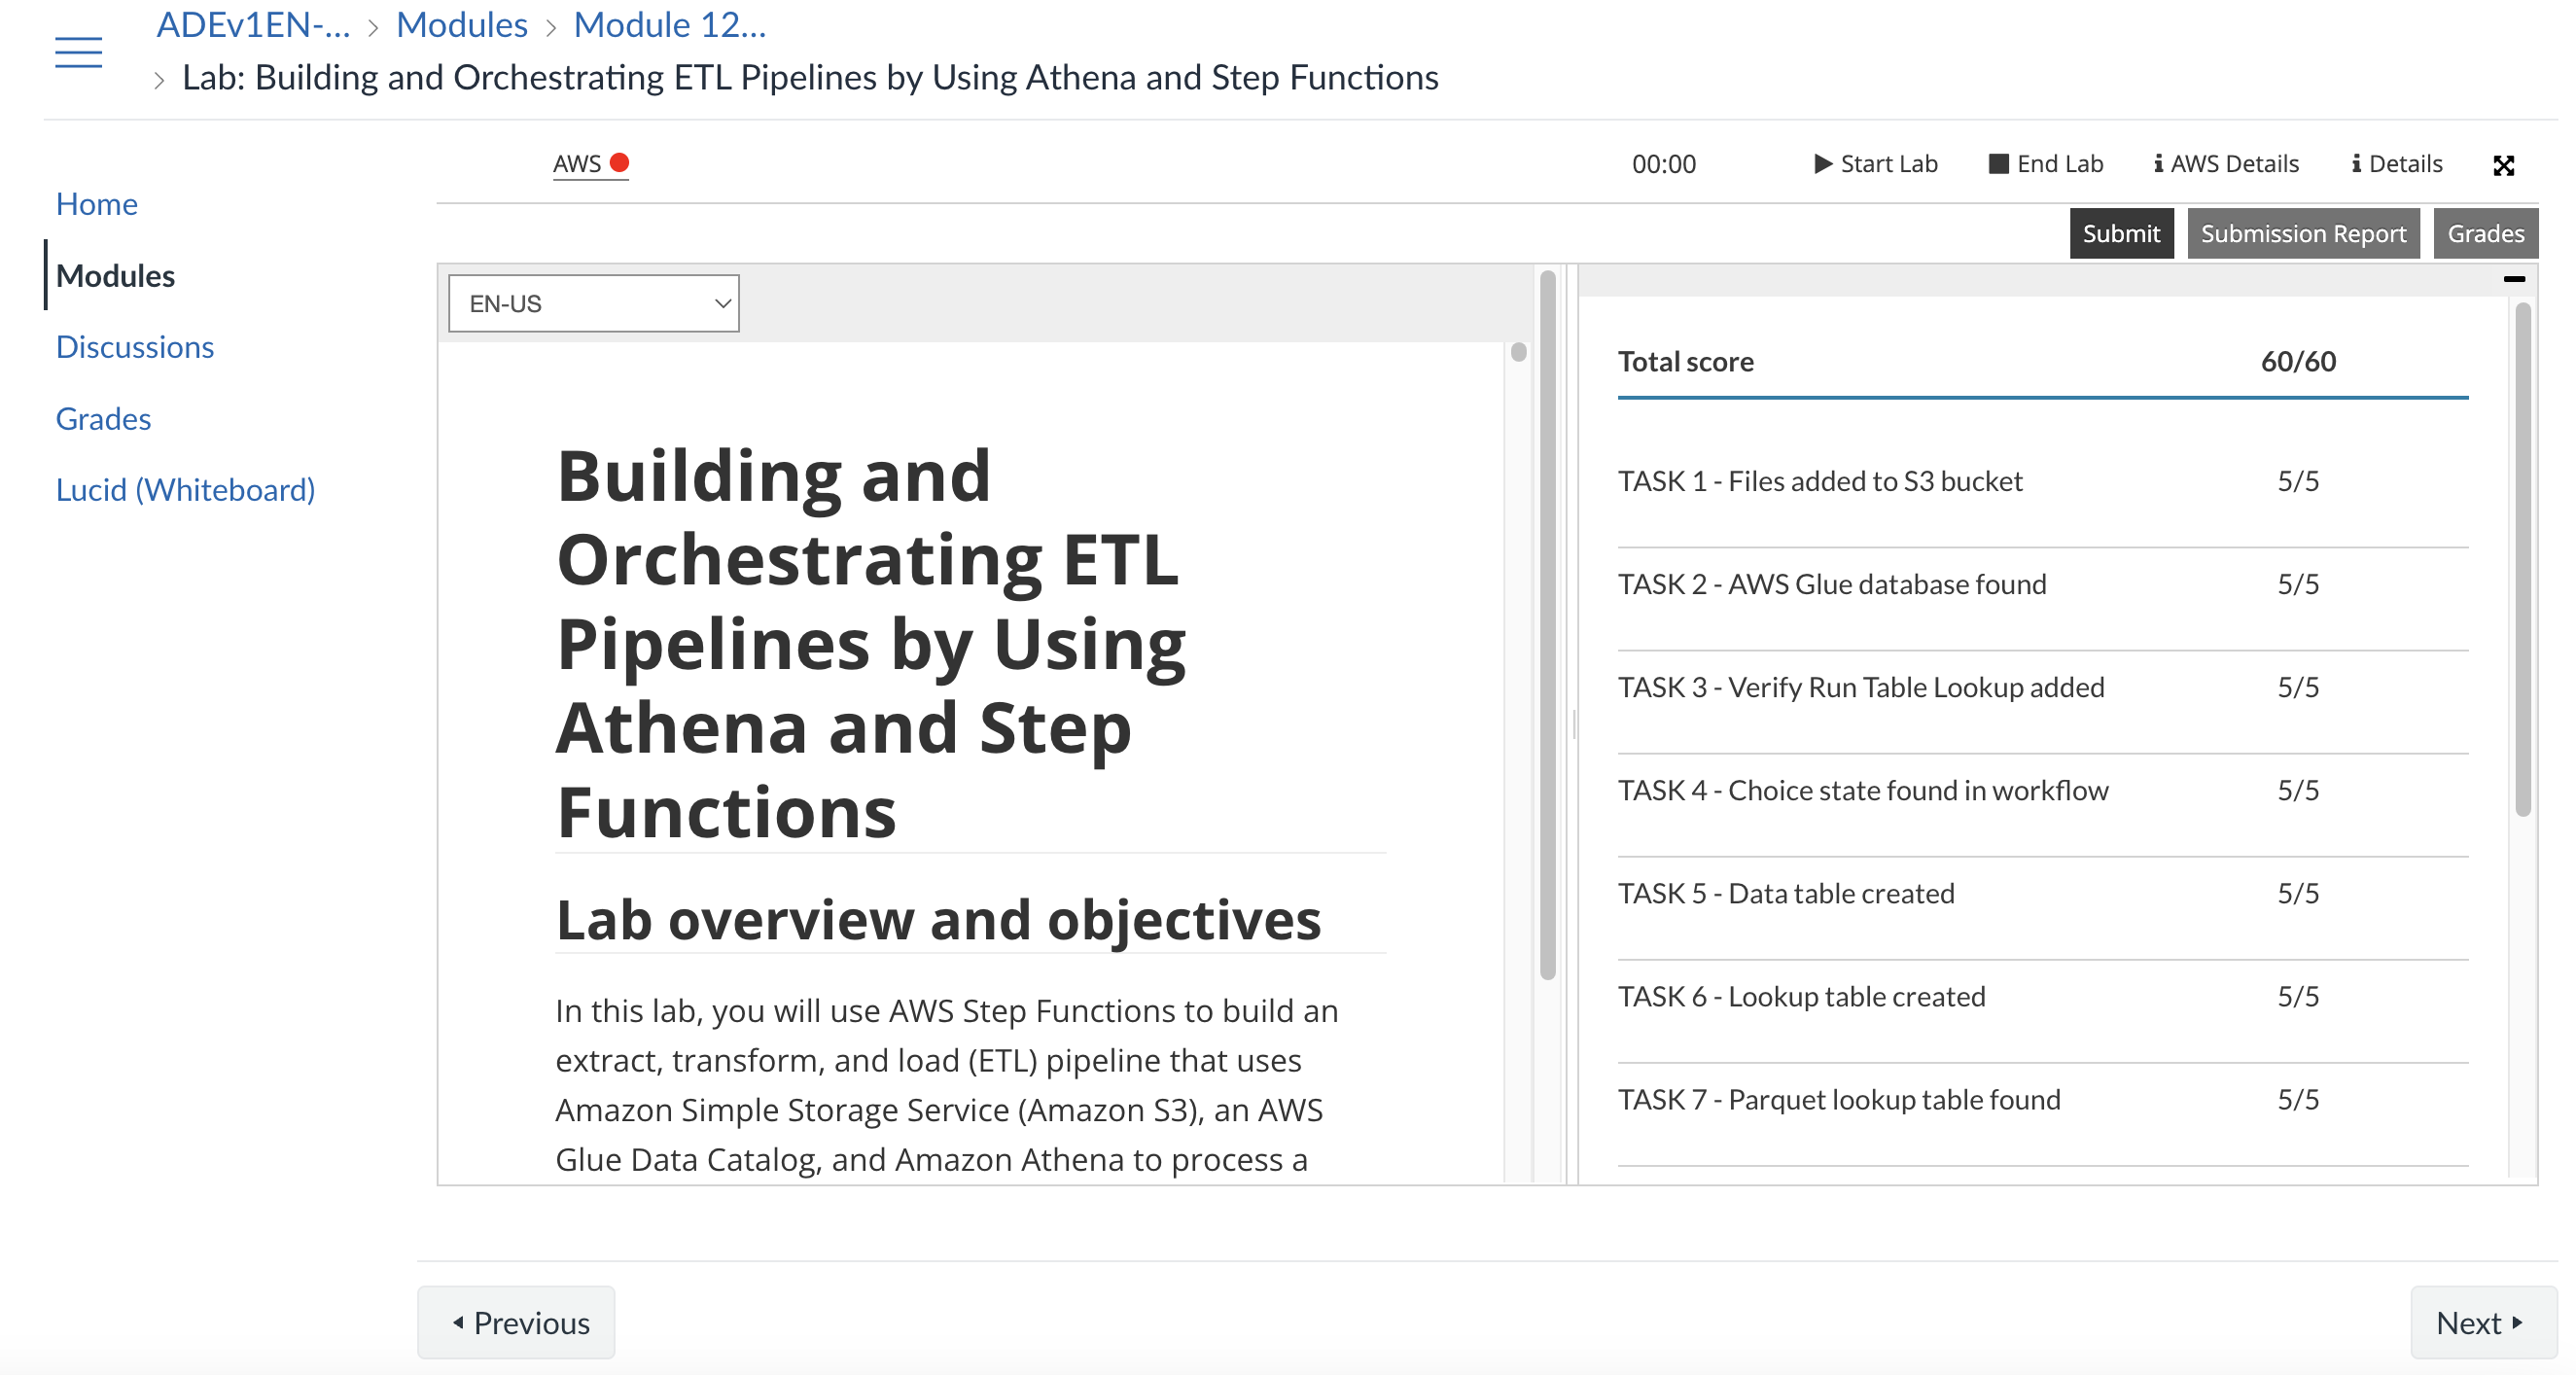 ADEv1EN-... > Modules > Module 12...
> Lab: Building and Orchestrating ETL Pipelines by Using Athena and Step Functions
Home
Modules
Discussions
Grades
Lucid (Whiteboard)
AWS
00:00
Start Lab
End Lab
AWS Details
Details
Submit
Submission Report
Grades
EN-US
Building and
Orchestrating ETL
Pipelines by Using
Athena and Step
Functions
Lab overview and objectives
In this lab, you will use AWS Step Functions to build an
extract, transform, and load (ETL) pipeline that uses
Amazon Simple Storage Service (Amazon S3), an AWS
Glue Data Catalog, and Amazon Athena to process a
Total score 60/60
TASK 1 - Files added to S3 bucket 5/5
TASK 2 - AWS Glue database found 5/5
TASK 3 - Verify Run Table Lookup added 5/5
TASK 4 - Choice state found in workflow 5/5
TASK 5 - Data table created 5/5
TASK 6 - Lookup table created 5/5
TASK 7 - Parquet lookup table found 5/5
Previous
Next